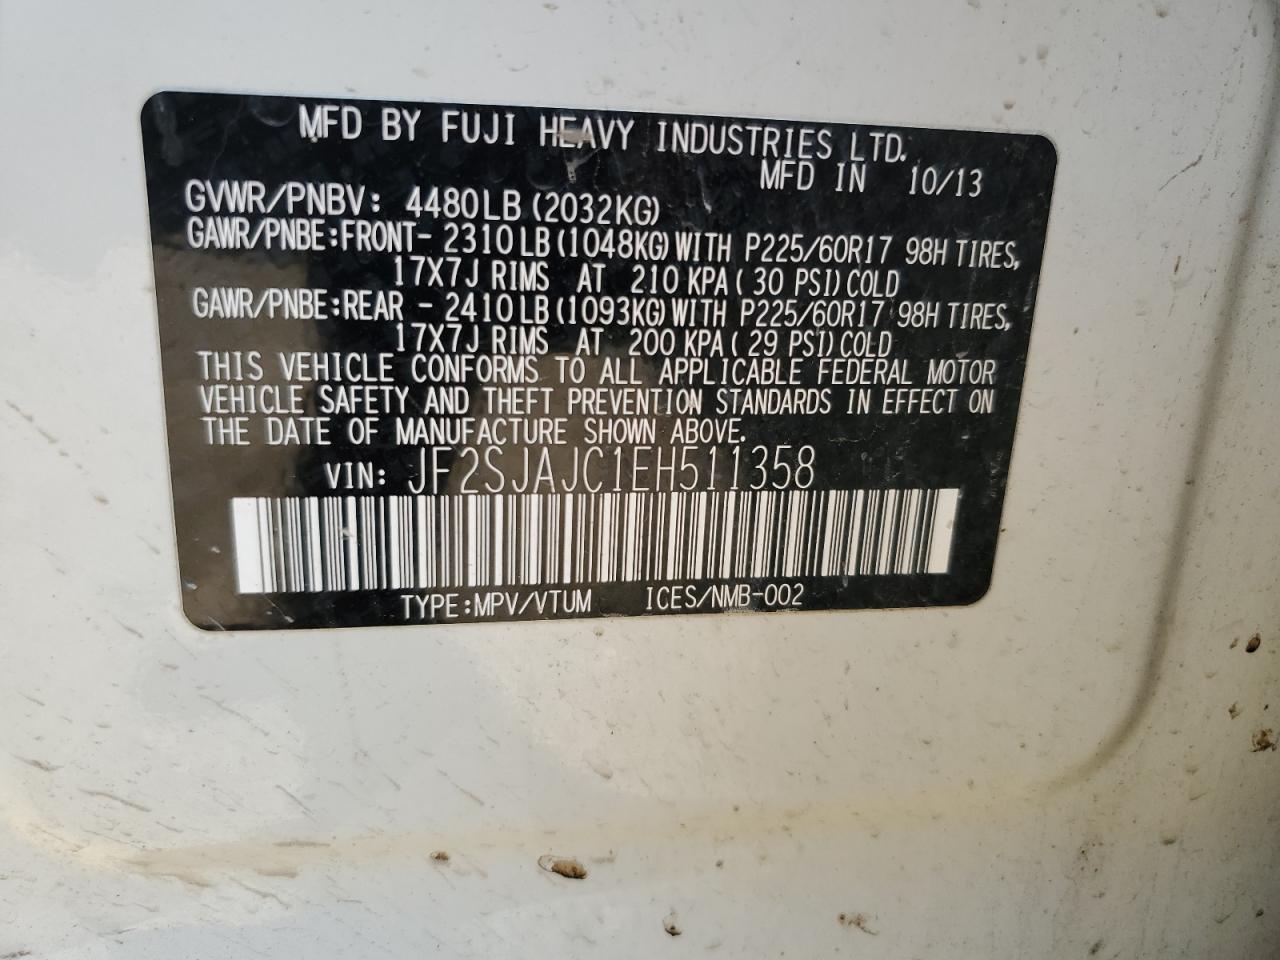 MFD BY FUJI HEAVY INDUSTRIES LTD.
MFD IN 10/13
GVWR/PNBV: 4480LB (2032KG)
GAWR/PNBE:FRONT- 2310LB (1048KG) WITH P225/60R17 98H TIRES,
17X7J RIMS AT 210 KPA ( 30 PSI) COLD
GAWR/PNBE:REAR - 2410LB (1093KG) WITH P225/60R17 98H TIRES,
17X7J RIMS AT 200 KPA ( 29 PSI) COLD
THIS VEHICLE CONFORMS TO ALL APPLICABLE FEDERAL MOTOR
VEHICLE SAFETY AND THEFT PREVENTION STANDARDS IN EFFECT ON
THE DATE OF MANUFACTURE SHOWN ABOVE.
VIN: JF2SJAJC1EH511358
TYPE:MPV/VTUM ICES/NMB-002